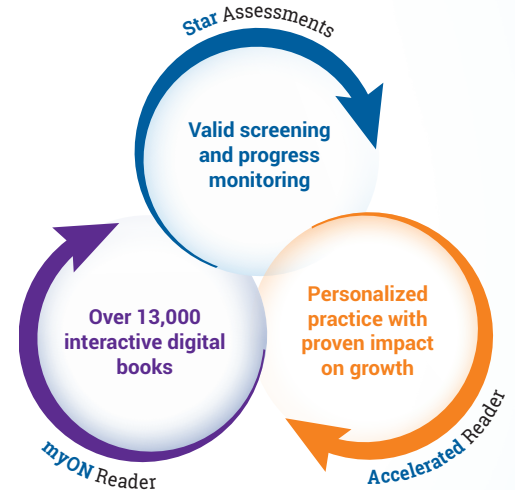 Star Assessments
Valid screening
and progress
monitoring
Over 13,000
interactive digital
books
myON Reader
Personalized
practice with
proven impact
on growth
Accelerated Reader